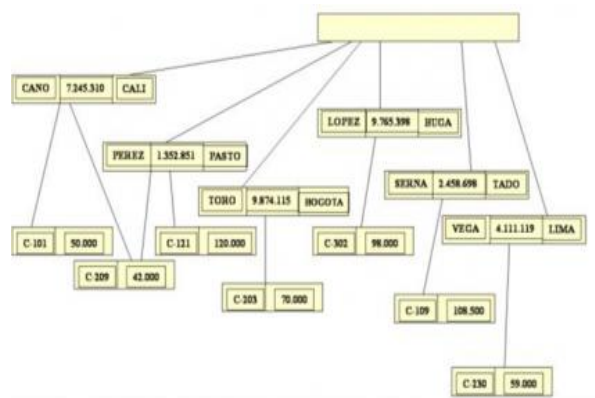 CANO 7.245.310 CALI
LOPEZ 9.765.398 BUGA
PEREZ 1.352.851 PASTO
SERNA 2.458.698 TADO
TORO 9.874.115 BOGOTA
VEGA 4.111.119 LIMA
C-101 50.000
C-121 120.000
C-302 98.000
C-209 42.000
C-203 70.000
C-109 108.500
C-230 59.000